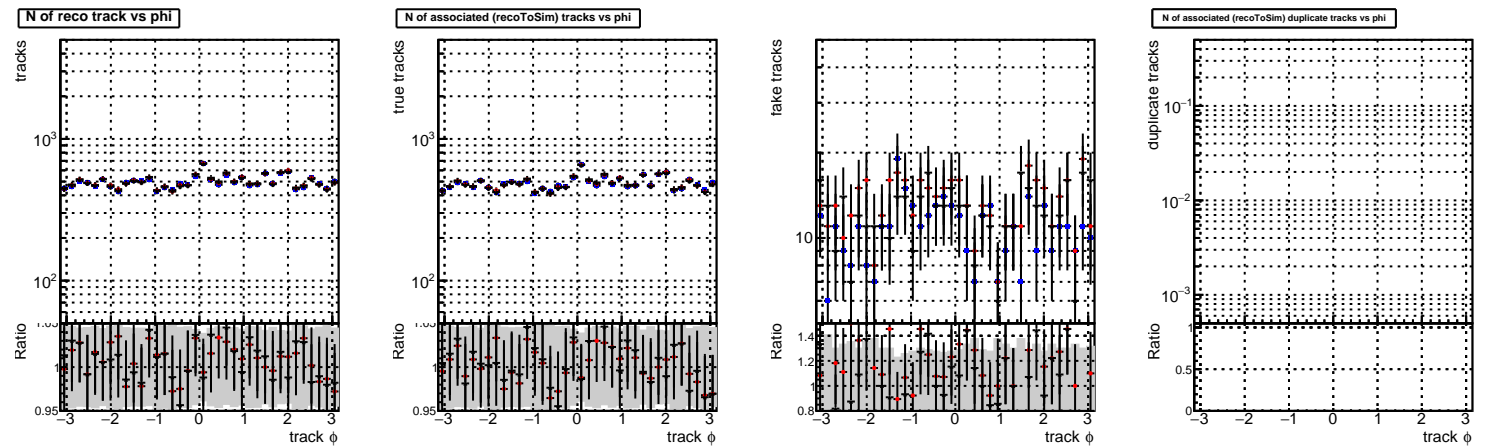 N of reco track vs phi
tracks
10³
10²
Ratio
1.05
1
0.95
−3 −2 −1 0 1 2 3
track ϕ
N of associated (recoToSim) tracks vs phi
true tracks
10³
10²
Ratio
1.05
1
0.95
−3 −2 −1 0 1 2 3
track ϕ
fake tracks
10
Ratio
1.4
1.2
1
0.8
−3 −2 −1 0 1 2 3
track ϕ
N of associated (recoToSim) duplicate tracks vs phi
duplicate tracks
10⁻¹
10⁻²
10⁻³
Ratio
1
0.5
0
−3 −2 −1 0 1 2 3
track ϕ